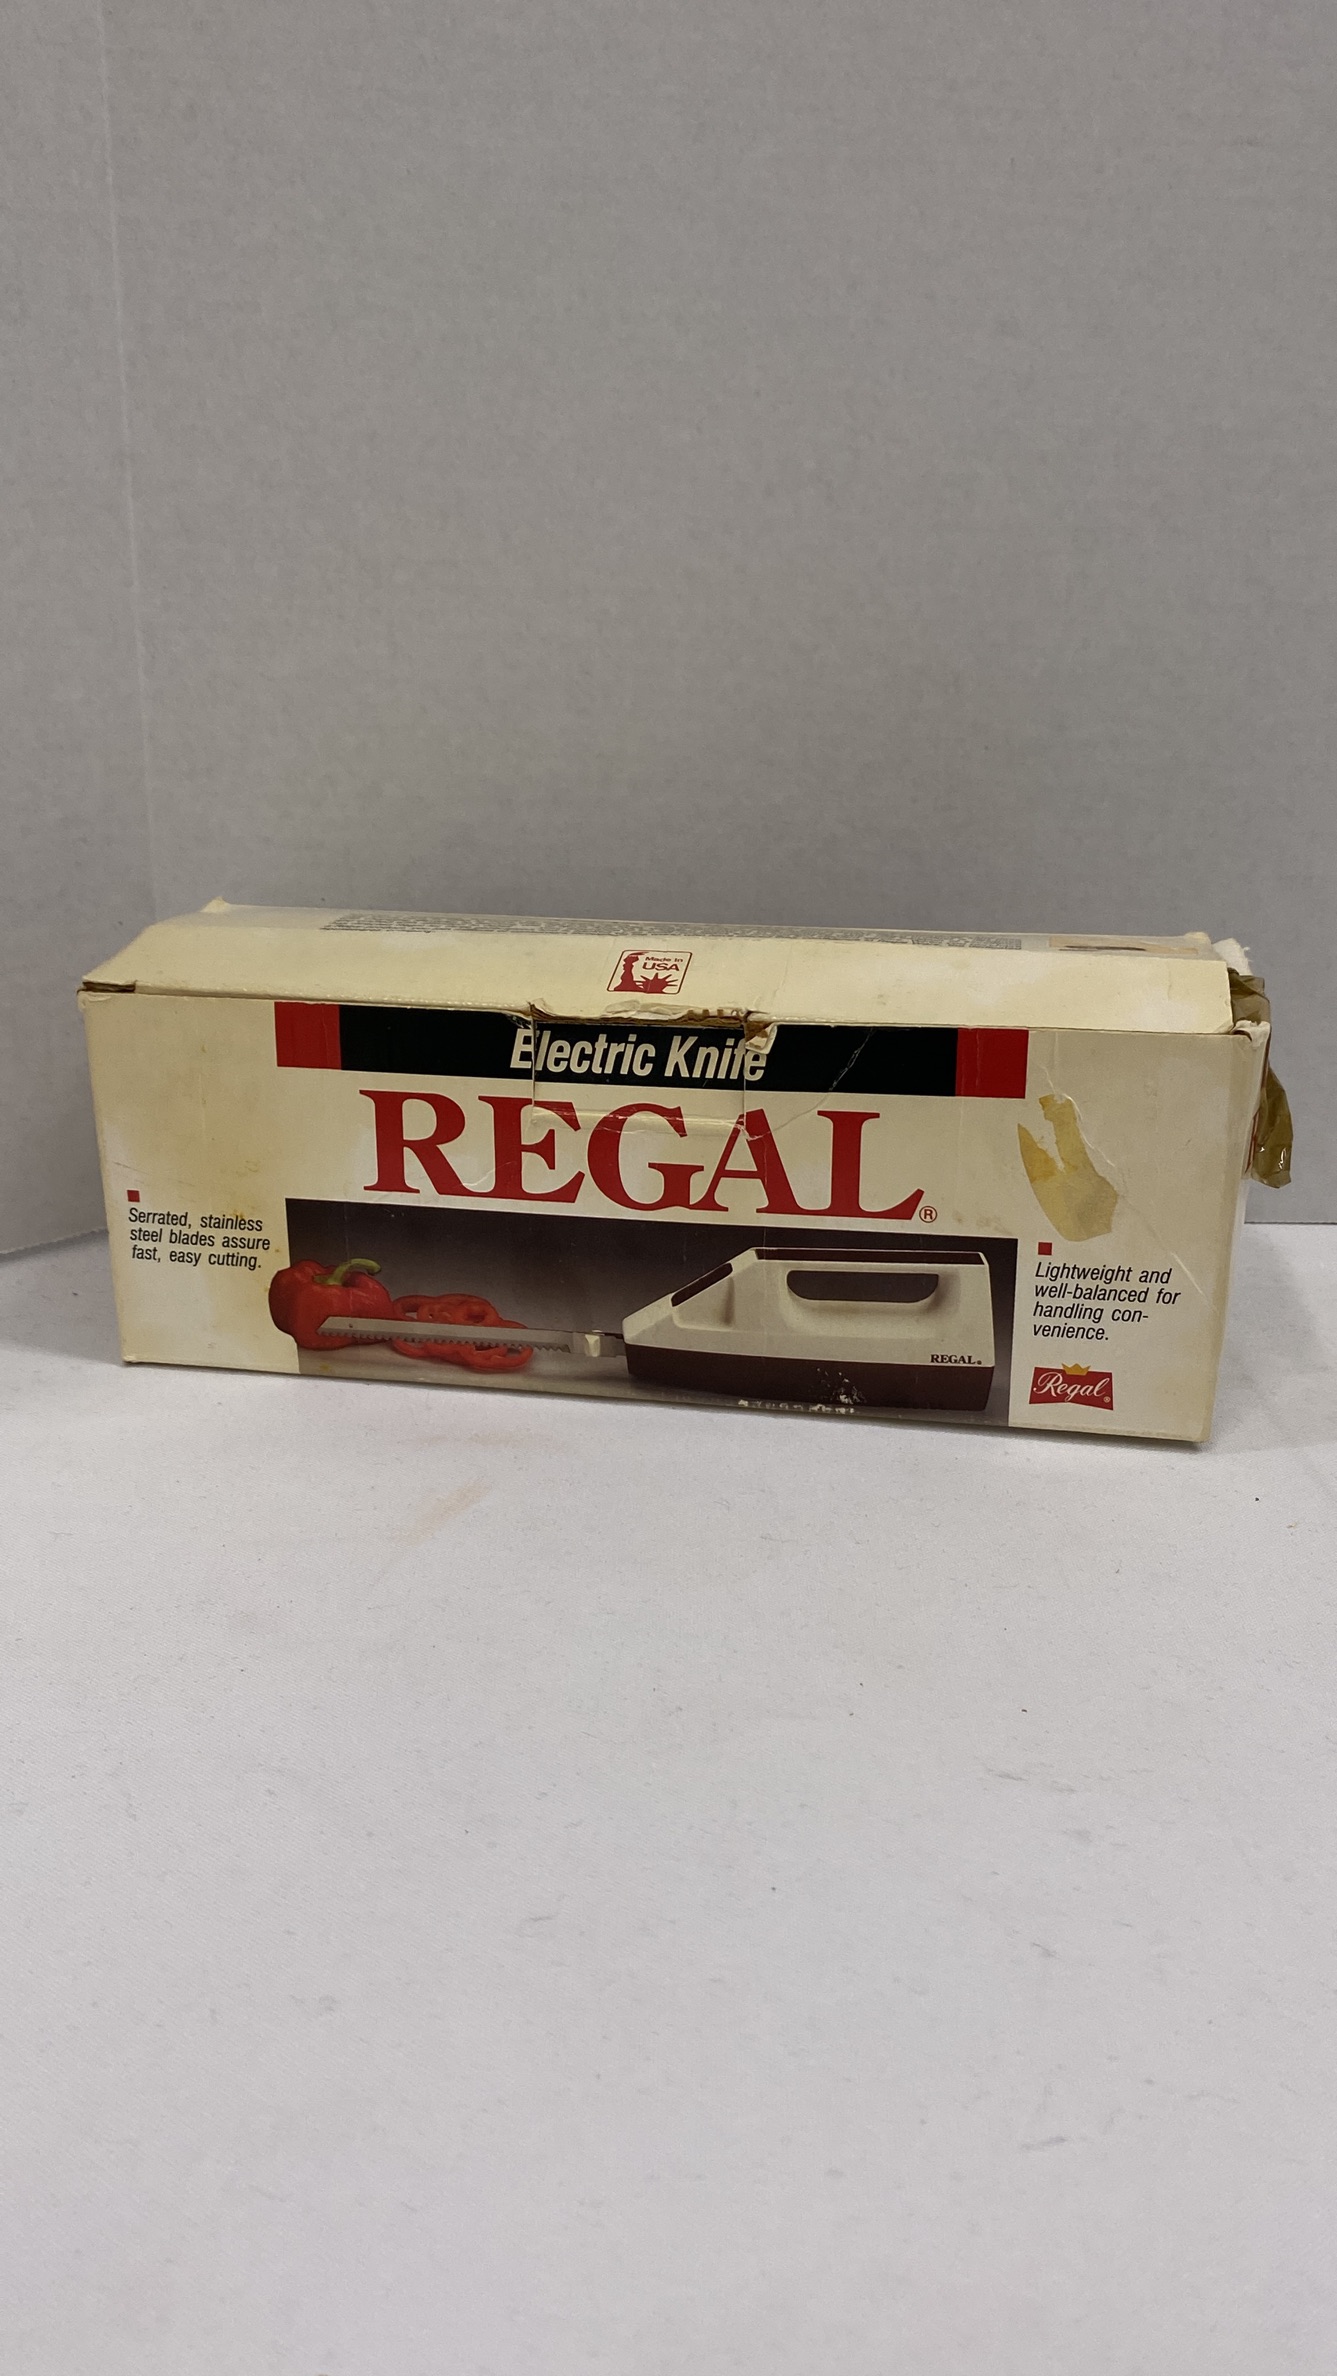 Made in
USA
Electric Knife
REGAL®
Serrated, stainless
steel blades assure
fast, easy cutting.
Lightweight and
well-balanced for
handling con-
venience.
REGAL®
Regal®